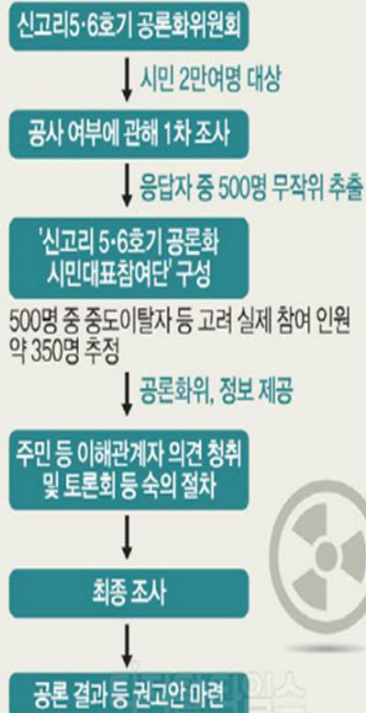 신고리5·6호기 공론화위원회
시민 2만여명 대상
공사 여부에 관해 1차 조사
응답자 중 500명 무작위 추출
'신고리 5·6호기 공론화
시민대표참여단' 구성
500명 중 중도이탈자 등 고려 실제 참여 인원
약 350명 추정
공론화위, 정보 제공
주민 등 이해관계자 의견 청취
및 토론회 등 숙의 절차
최종 조사
공론 결과 등 권고안 마련